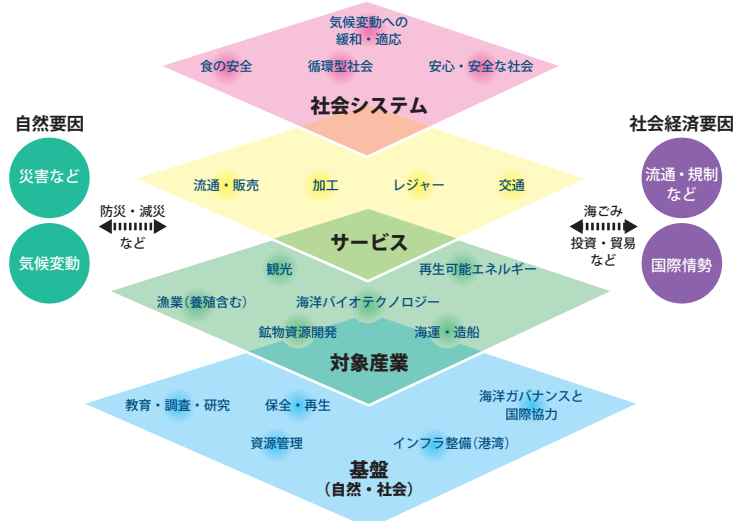 気候変動への
緩和・適応
食の安全
循環型社会
安心・安全な社会
社会システム
自然要因
災害など
気候変動
防災・減災
など
社会経済要因
流通・規制
など
国際情勢
海ごみ
投資・貿易
など
流通・販売
加工
レジャー
交通
サービス
観光
再生可能エネルギー
漁業（養殖含む）
海洋バイオテクノロジー
鉱物資源開発
海運・造船
対象産業
教育・調査・研究
保全・再生
海洋ガバナンスと
国際協力
資源管理
インフラ整備（港湾）
基盤
（自然・社会）